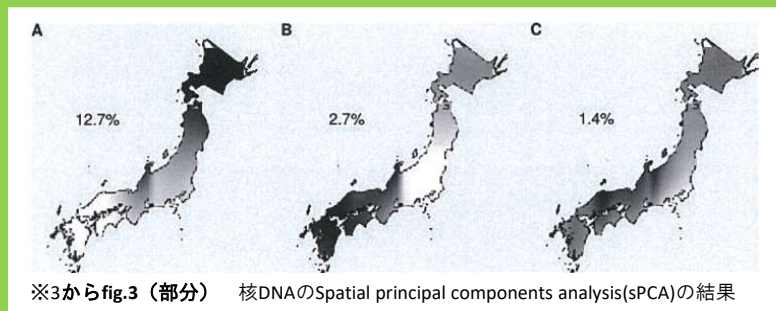 A B C
12.7% 2.7% 1.4%
※3からfig.3（部分）　核DNAのSpatial principal components analysis(sPCA)の結果